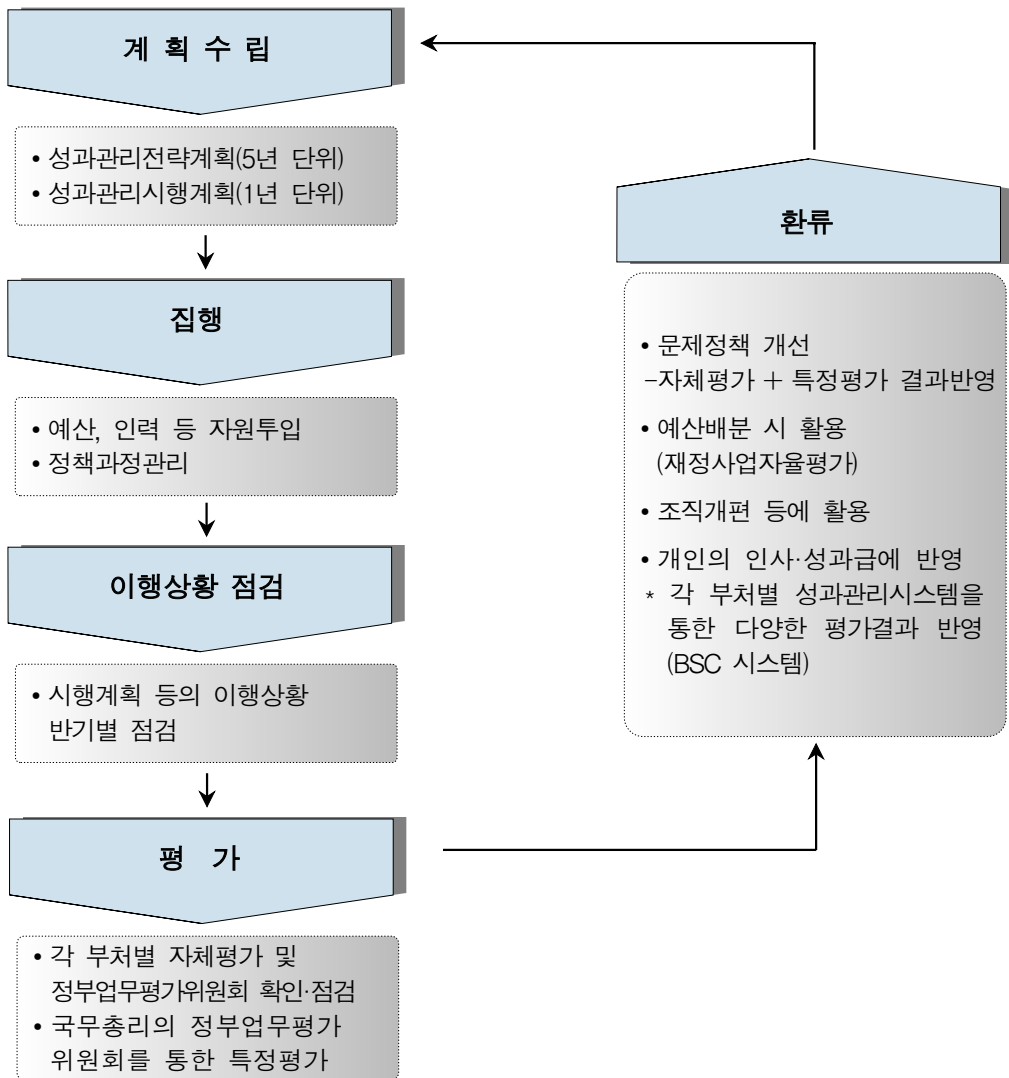 계 획 수 립
• 성과관리전략계획(5년 단위)
• 성과관리시행계획(1년 단위)
집행
• 예산, 인력 등 자원투입
• 정책과정관리
이행상황 점검
• 시행계획 등의 이행상황
반기별 점검
평 가
• 각 부처별 자체평가 및
정부업무평가위원회 확인·점검
• 국무총리의 정부업무평가
위원회를 통한 특정평가
환류
• 문제정책 개선
-자체평가 + 특정평가 결과반영
• 예산배분 시 활용
(재정사업자율평가)
• 조직개편 등에 활용
• 개인의 인사·성과급에 반영
* 각 부처별 성과관리시스템을
통한 다양한 평가결과 반영
(BSC 시스템)